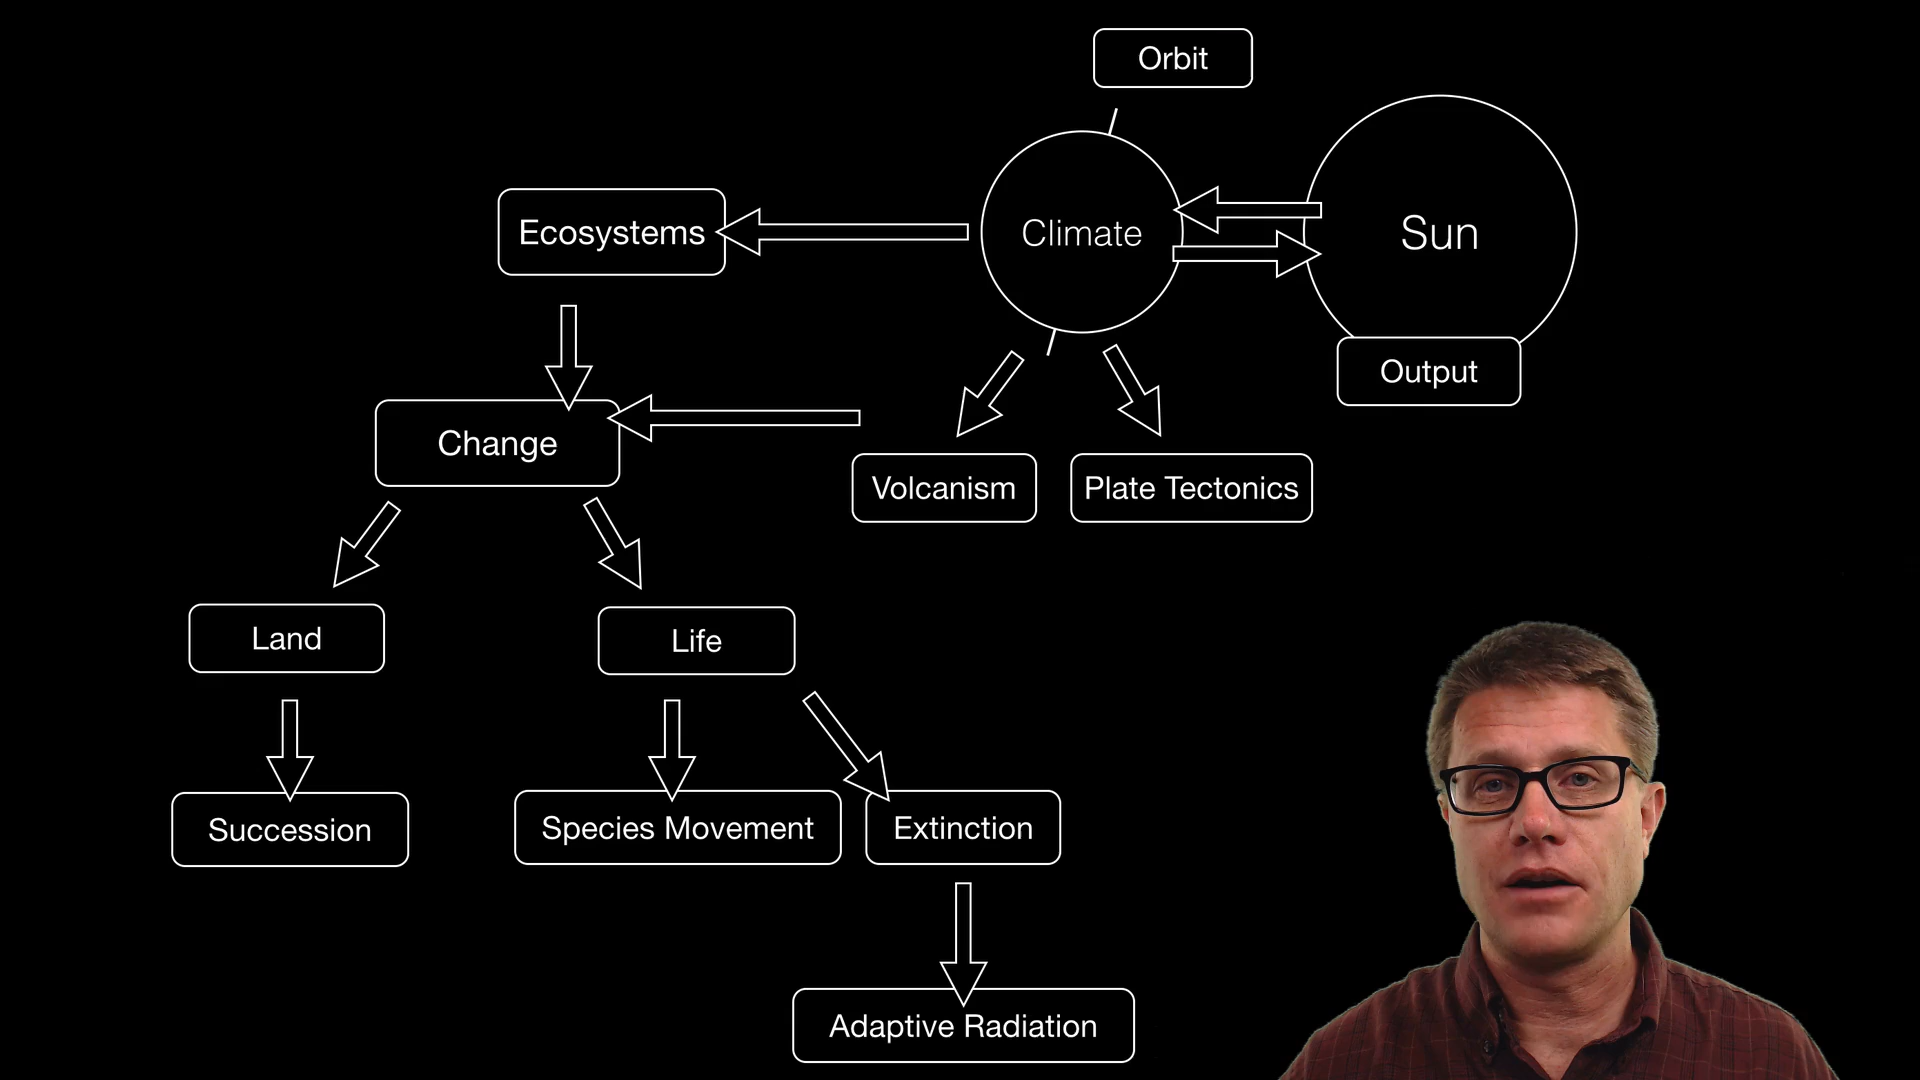 Orbit
Ecosystems
Climate
Sun
Output
Change
Volcanism
Plate Tectonics
Land
Life
Succession
Species Movement
Extinction
Adaptive Radiation